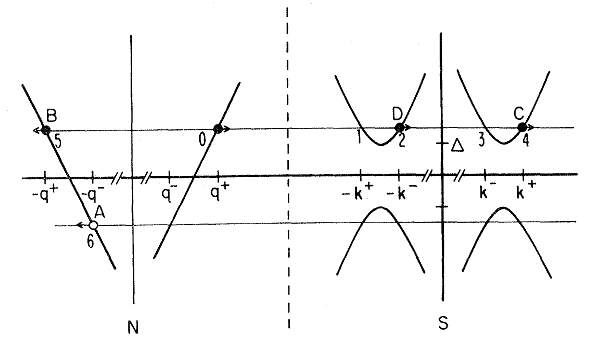 B D C
5 0 1 2 3 4
Δ
-q⁺ -q⁻ q⁻ q⁺ -k⁺ -k⁻ k⁻ k⁺
A
6
N S